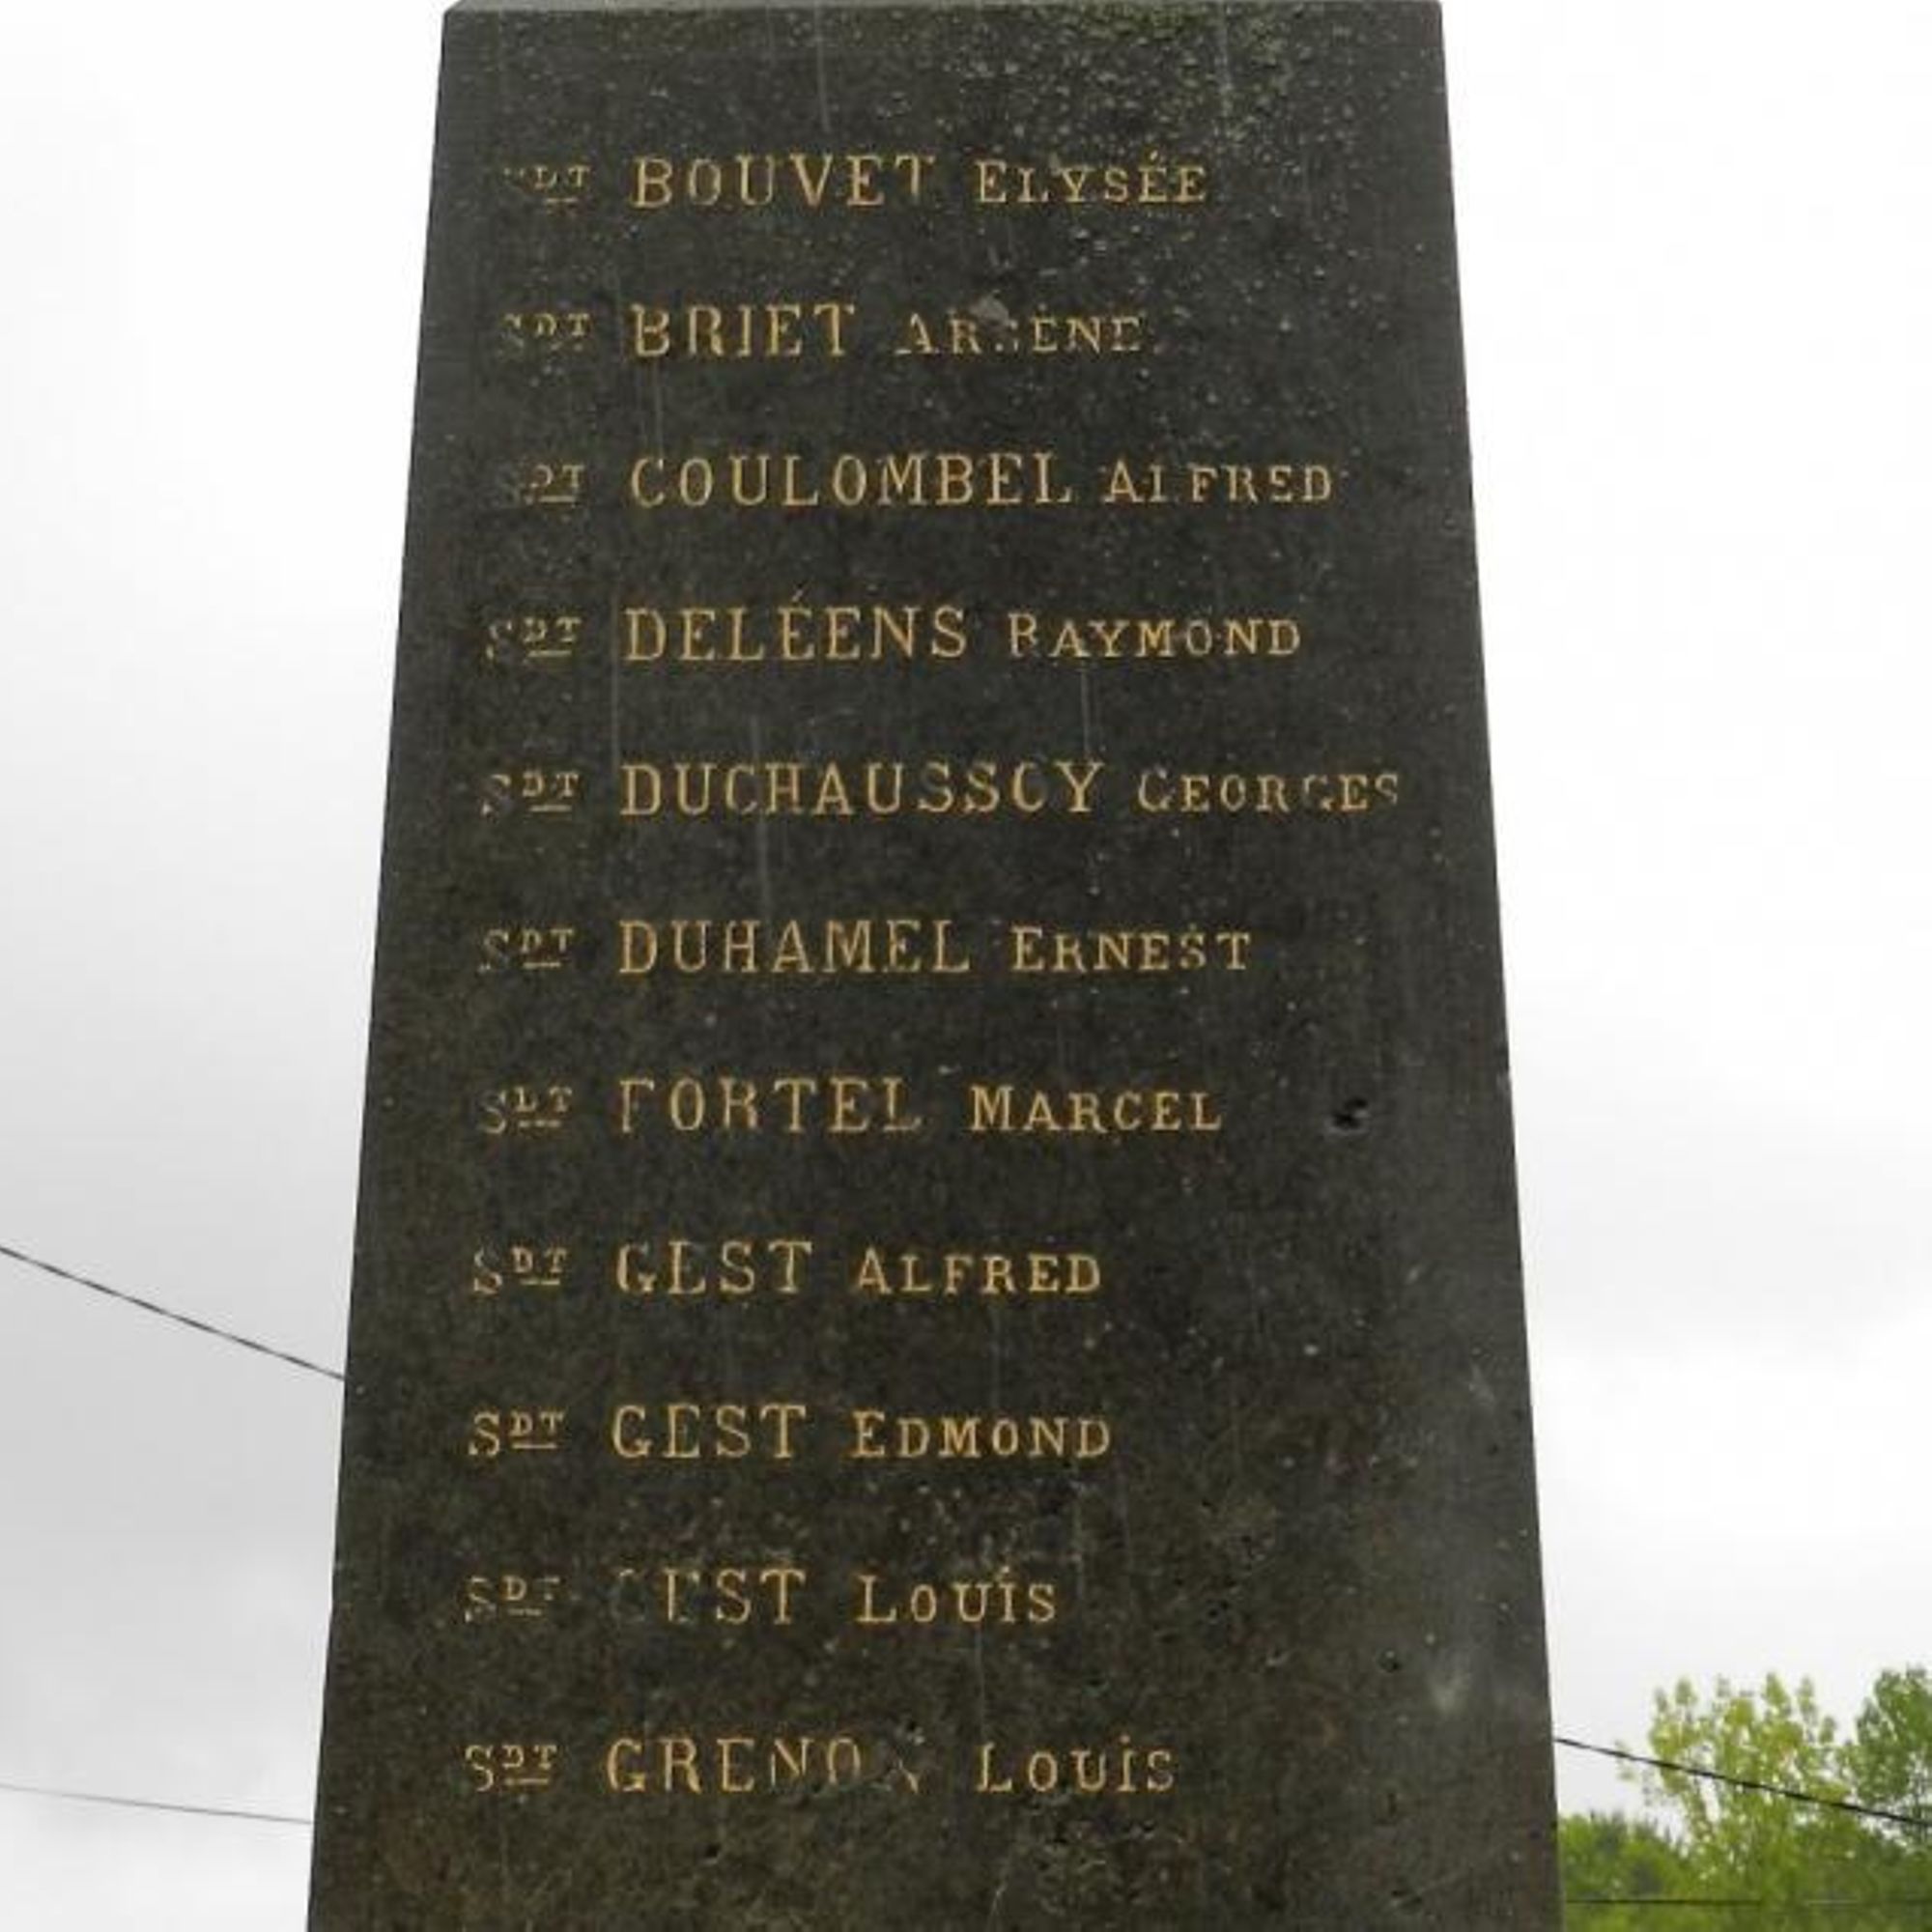 SDT BOUVET ELYSÉE
SDT BRIET ARSÈNE
SDT COULOMBEL ALFRED
SDT DELÉENS RAYMOND
SDT DUCHAUSSOY GEORGES
SDT DUHAMEL ERNEST
SDT FORTEL MARCEL
SDT GEST ALFRED
SDT GEST EDMOND
SDT GEST LOUIS
SDT GRENON LOUIS